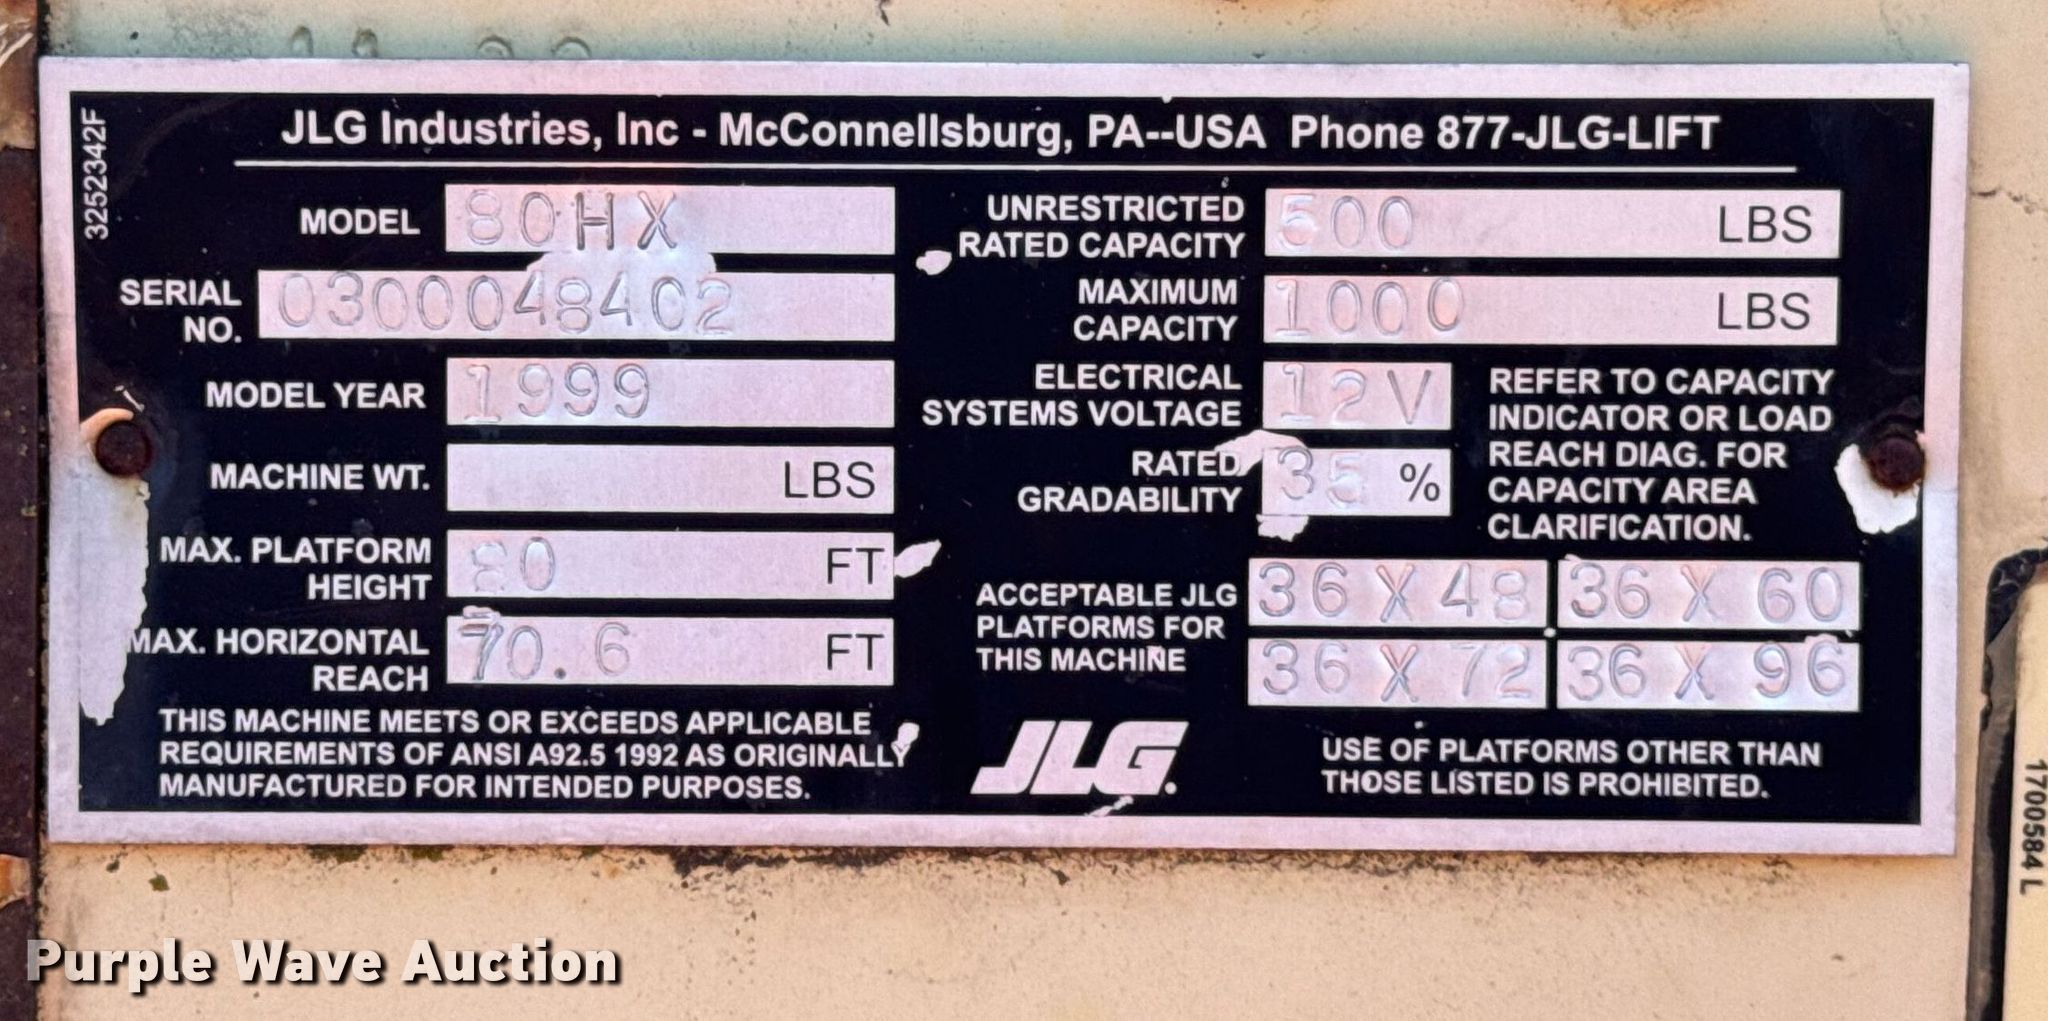 32523342F
JLG Industries, Inc - McConnellsburg, PA--USA Phone 877-JLG-LIFT
MODEL 80HX
SERIAL NO. 0300048402
MODEL YEAR 1999
MACHINE WT. LBS
MAX. PLATFORM HEIGHT 80 FT
MAX. HORIZONTAL REACH 70.6 FT
THIS MACHINE MEETS OR EXCEEDS APPLICABLE
REQUIREMENTS OF ANSI A92.5 1992 AS ORIGINALLY
MANUFACTURED FOR INTENDED PURPOSES.
UNRESTRICTED RATED CAPACITY 500 LBS
MAXIMUM CAPACITY 1000 LBS
ELECTRICAL SYSTEMS VOLTAGE 12V
RATED GRADABILITY 35 %
REFER TO CAPACITY
INDICATOR OR LOAD
REACH DIAG. FOR
CAPACITY AREA
CLARIFICATION.
ACCEPTABLE JLG
PLATFORMS FOR
THIS MACHINE
36 X 48 36 X 60
36 X 72 36 X 96
JLG.
USE OF PLATFORMS OTHER THAN
THOSE LISTED IS PROHIBITED.
1700584 L
Purple Wave Auction